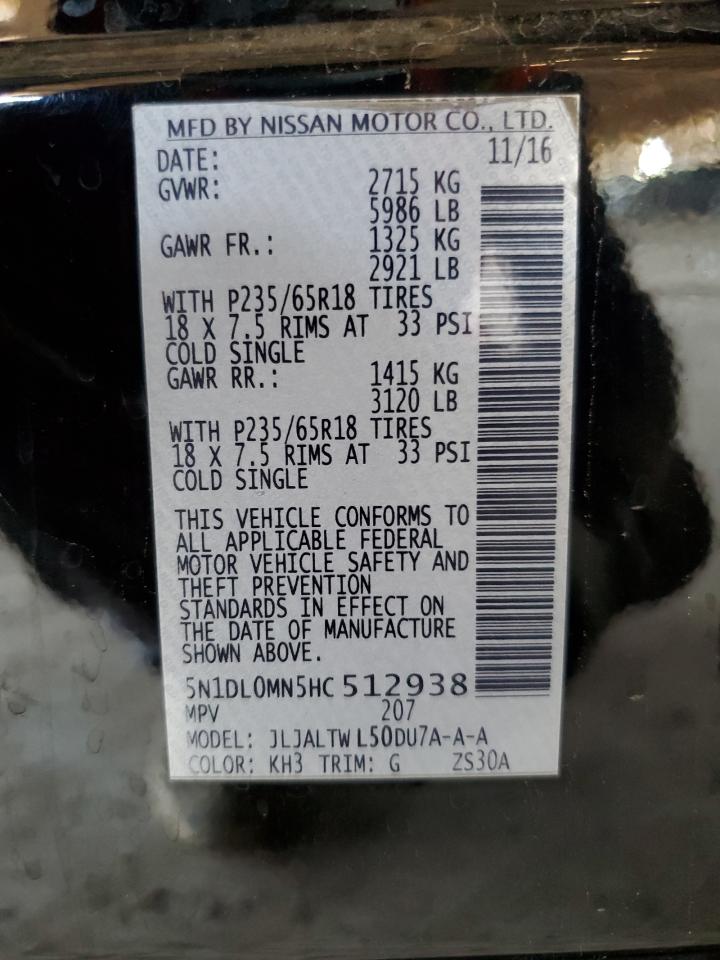 MFD BY NISSAN MOTOR CO., LTD.
DATE: 11/16
GVWR: 2715 KG
5986 LB
GAWR FR.: 1325 KG
2921 LB
WITH P235/65R18 TIRES
18 X 7.5 RIMS AT 33 PSI
COLD SINGLE
GAWR RR.: 1415 KG
3120 LB
WITH P235/65R18 TIRES
18 X 7.5 RIMS AT 33 PSI
COLD SINGLE
THIS VEHICLE CONFORMS TO
ALL APPLICABLE FEDERAL
MOTOR VEHICLE SAFETY AND
THEFT PREVENTION
STANDARDS IN EFFECT ON
THE DATE OF MANUFACTURE
SHOWN ABOVE.
5N1DL0MN5HC512938
MPV 207
MODEL: JLJALTWL50DU7A-A-A
COLOR: KH3 TRIM: G ZS30A